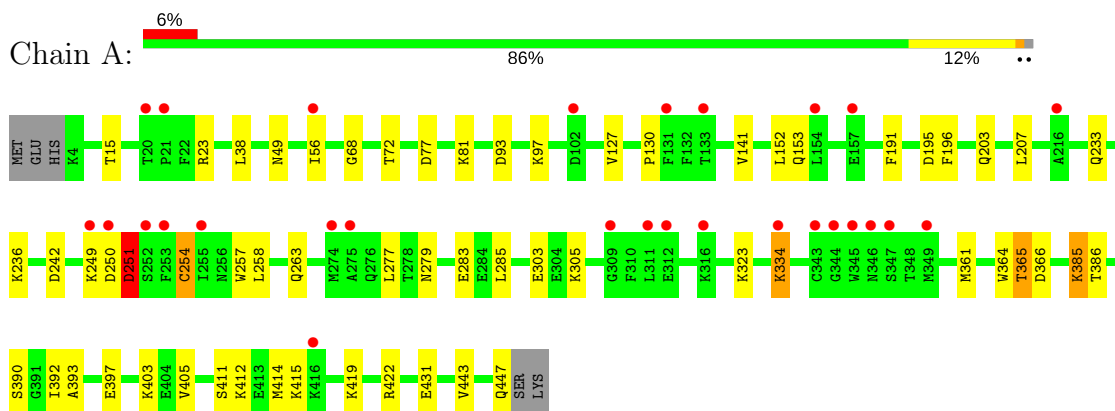 6%
Chain A:
86% 12% ••
MET GLU HIS K4 T15 T20 P21 F22 R23 L38 N49 I56 G68 T72 D77 K81 D93 K97 D102 V127 P130 F131 F132 T133 V141 L152 Q153 L154 E157 F191 D195 F196 Q203 L207 A216 Q233
K236 D242 K249 D250 D251 S252 F253 C254 I255 N256 W257 L258 Q263 M274 A275 Q276 L277 T278 N279 E283 E284 L285 E303 E304 K305 G309 F310 L311 E312 K316 K323 K334 C343 G344 W345 N346 S347 T348 M349 M361 W364 T365 D366 K385 T386
S390 G391 I392 A393 E397 K403 E404 V405 S411 K412 E413 M414 K415 K416 K419 R422 E431 V443 Q447 SER LYS